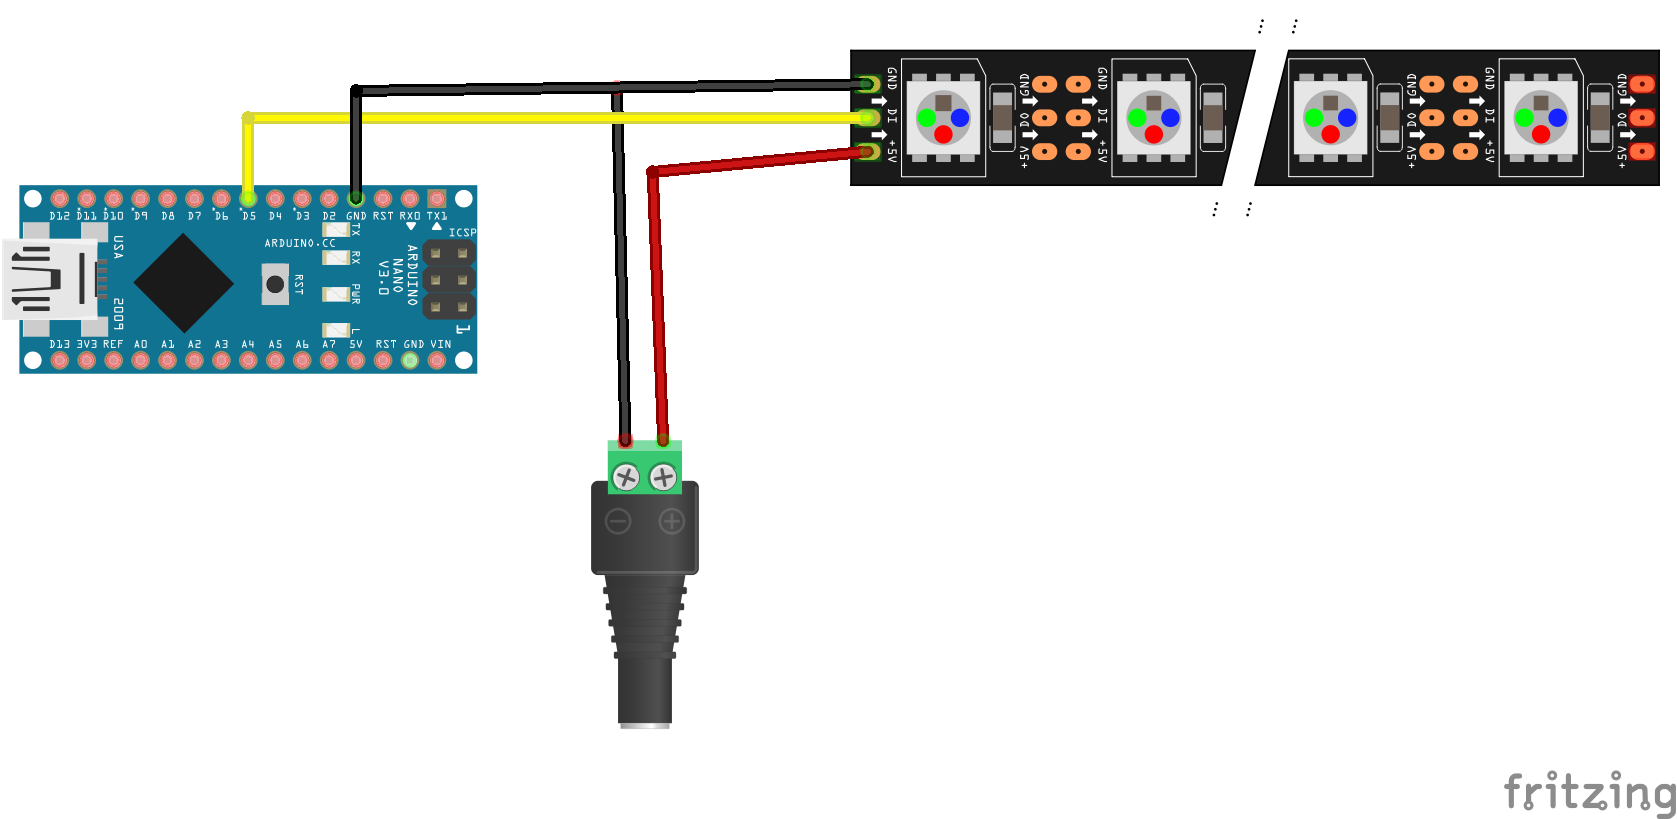 GND DI +5V
GND DO +5V
GND DI +5V
GND DO +5V
GND DI +5V
GND DO +5V
D12 D11 D10 D9 D8 D7 D6 D5 D4 D3 D2 GND RST RX0 TX1
USA
2009
ARDUINO.CC
RST
TX
RX
PWR
L
ARDUINO
NANO
V3.0
ICSP
1
D13 3V3 REF A0 A1 A2 A3 A4 A5 A6 A7 5V RST GND VIN
− +
fritzing